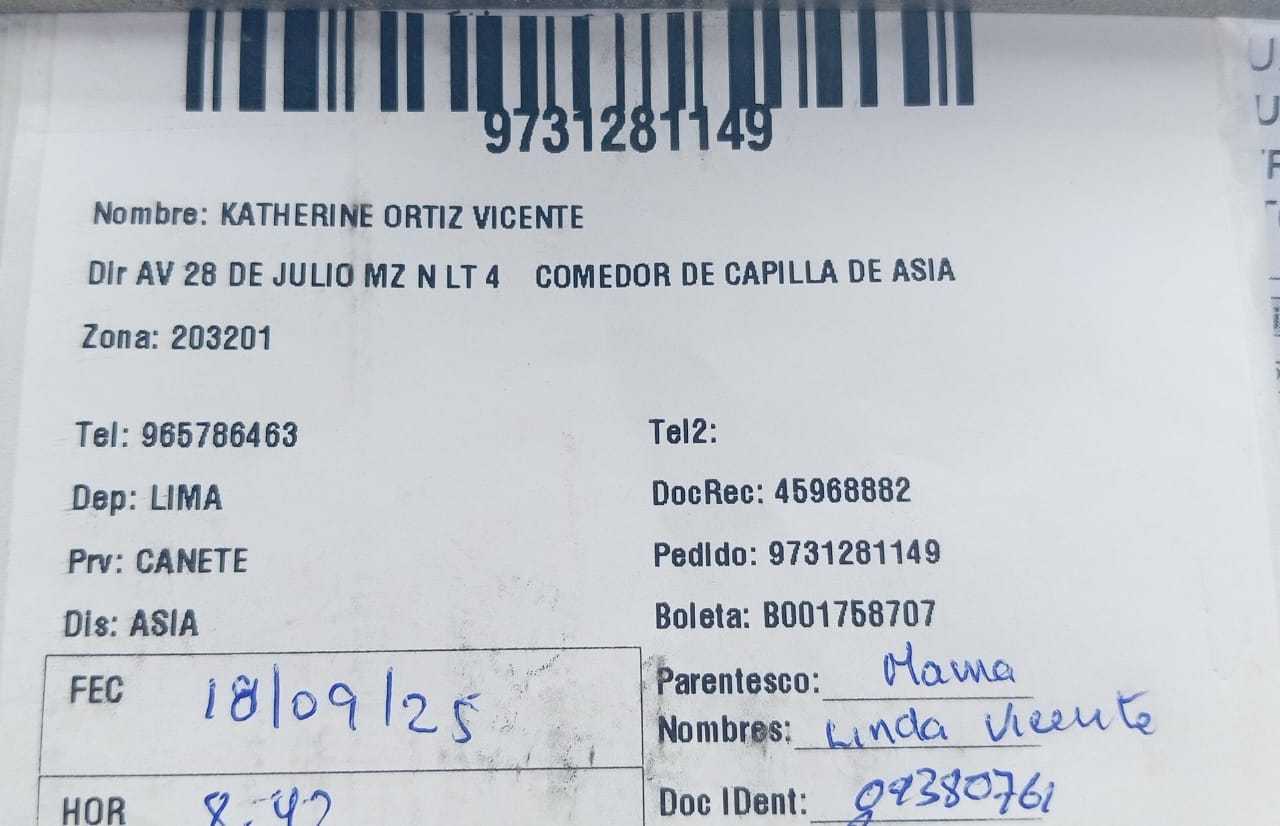 9731281149
Nombre: KATHERINE ORTIZ VICENTE
Dir AV 28 DE JULIO MZ N LT 4 COMEDOR DE CAPILLA DE ASIA
Zona: 203201
Tel: 965786463 Tel2:
Dep: LIMA DocRec: 45968882
Prv: CANETE Pedido: 9731281149
Dis: ASIA Boleta: B001758707
FEC 18/09/25 Parentesco: Mama
Nombres: Linda Vicente
HOR 8:42 Doc IDent: